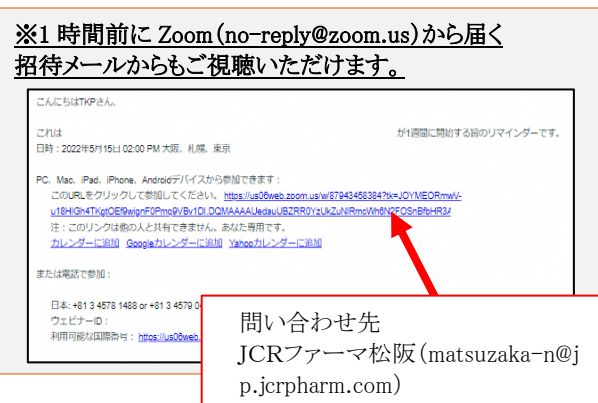 ※1 時間前に Zoom(no-reply@zoom.us)から届く
招待メールからもご視聴いただけます。
こんにちはTKPさん、
これは が1週間に開始する旨のリマインダーです。
日時：2022年5月15日 02:00 PM 大阪、札幌、東京
PC、Mac、iPad、iPhone、Androidデバイスから参加できます：
このURLをクリックして参加してください。 https://us06web.zoom.us/w/87943458384?tk=JOYMEORmwV-
注：このリンクは他の人と共有できません。あなた専用です。
カレンダーに追加 Googleカレンダーに追加 Yahooカレンダーに追加
または電話で参加：
日本: +81 3 4578 1488 or +81 3 4579
ウェビナーID：
利用可能な国際番号： https://us06web.
問い合わせ先
JCRファーマ松阪(matsuzaka-n@j
p.jcrpharm.com)